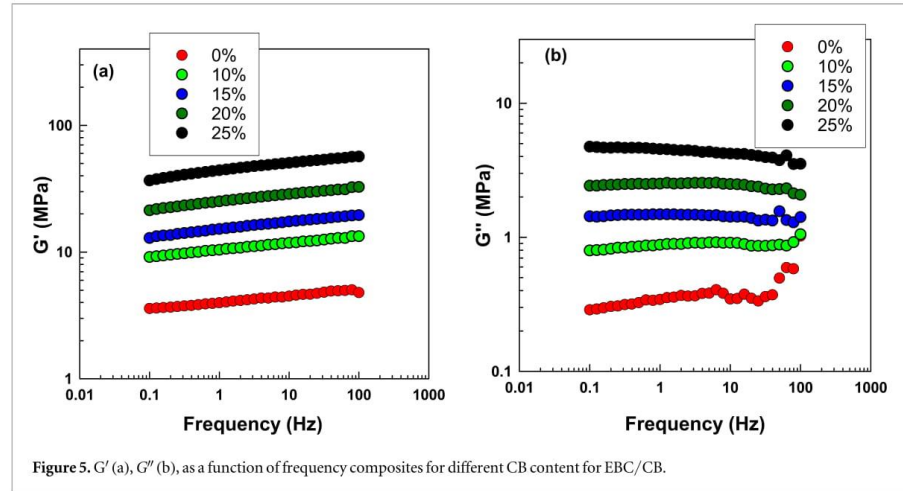 (a)
0%
10%
15%
20%
25%
G' (MPa)
100
10
1
0.01 0.1 1 10 100 1000
Frequency (Hz)
(b)
0%
10%
15%
20%
25%
G'' (MPa)
10
1
0.1
0.01 0.1 1 10 100 1000
Frequency (Hz)
Figure 5. G′ (a), G″ (b), as a function of frequency composites for different CB content for EBC/CB.